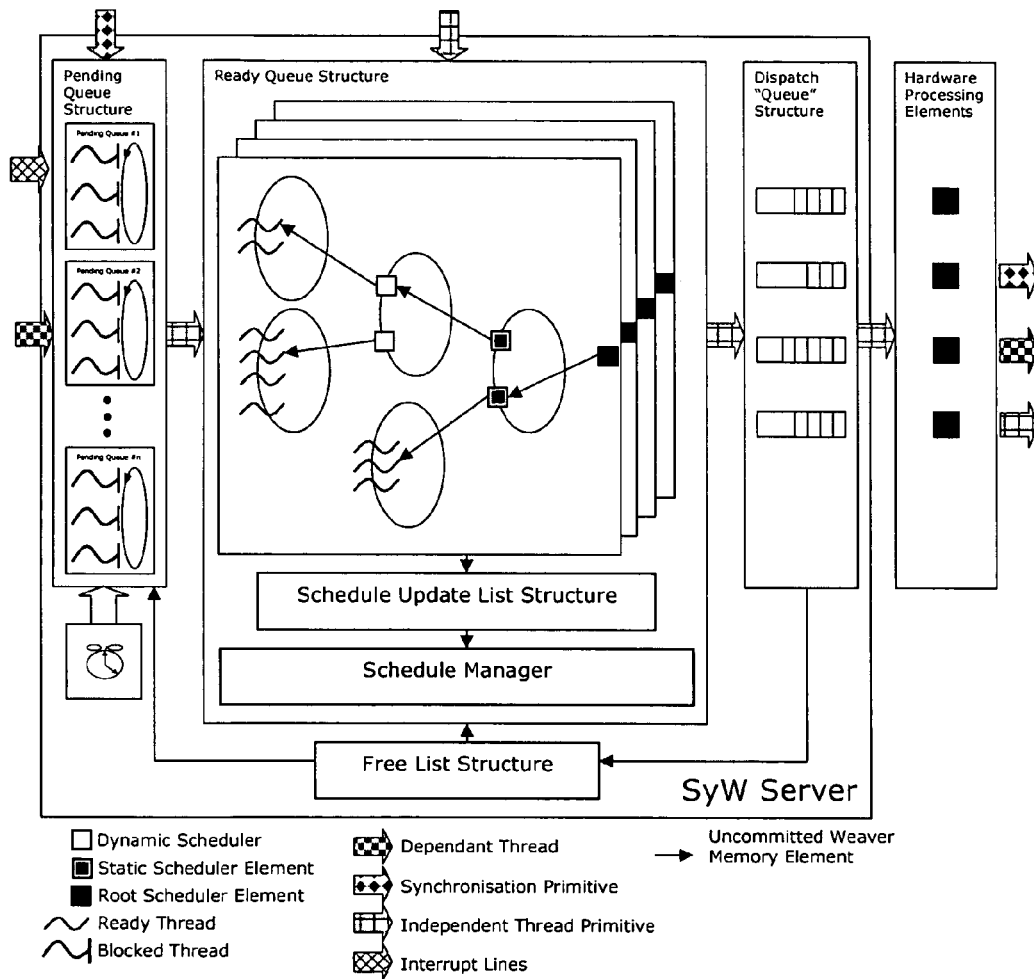 Pending
Queue
Structure
Pending Queue #1
Pending Queue #2
Pending Queue #n
Ready Queue Structure
Dispatch
"Queue"
Structure
Hardware
Processing
Elements
Schedule Update List Structure
Schedule Manager
Free List Structure
SyW Server
Dynamic Scheduler
Static Scheduler Element
Root Scheduler Element
Ready Thread
Blocked Thread
Dependant Thread
Synchronisation Primitive
Independent Thread Primitive
Interrupt Lines
Uncommitted Weaver
Memory Element